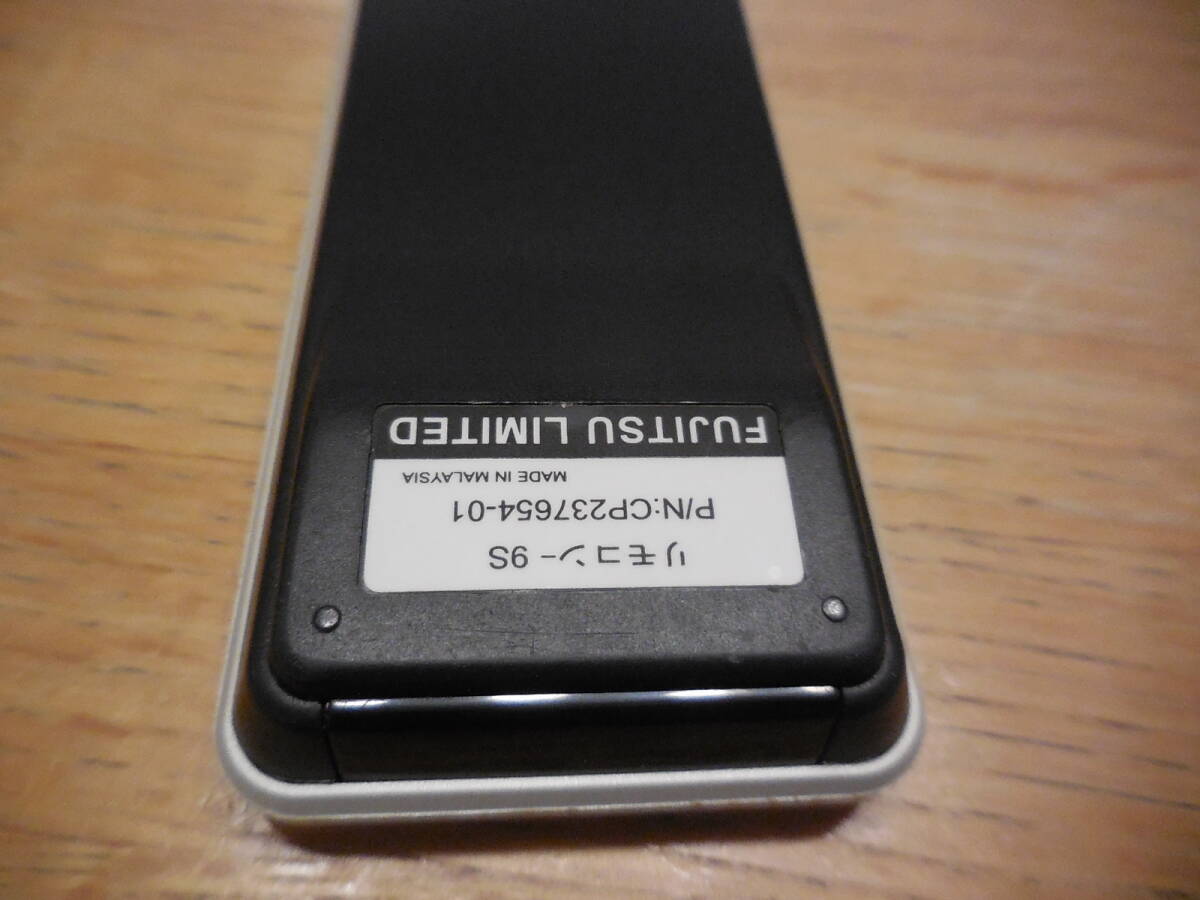 FUJITSU LIMITED
MADE IN MALAYSIA
P/N:CP237654-01
リモコン-9S